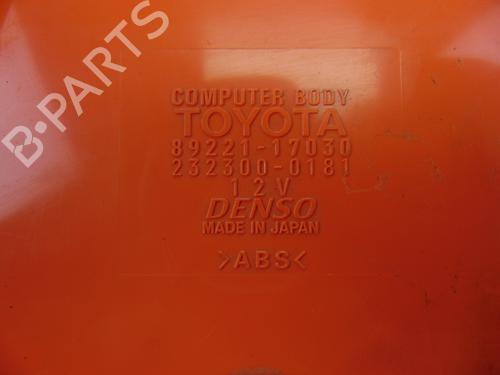 B-PARTS
COMPUTER BODY
TOYOTA
89221-17030
232300-0181
12V
DENSO
MADE IN JAPAN
>ABS<